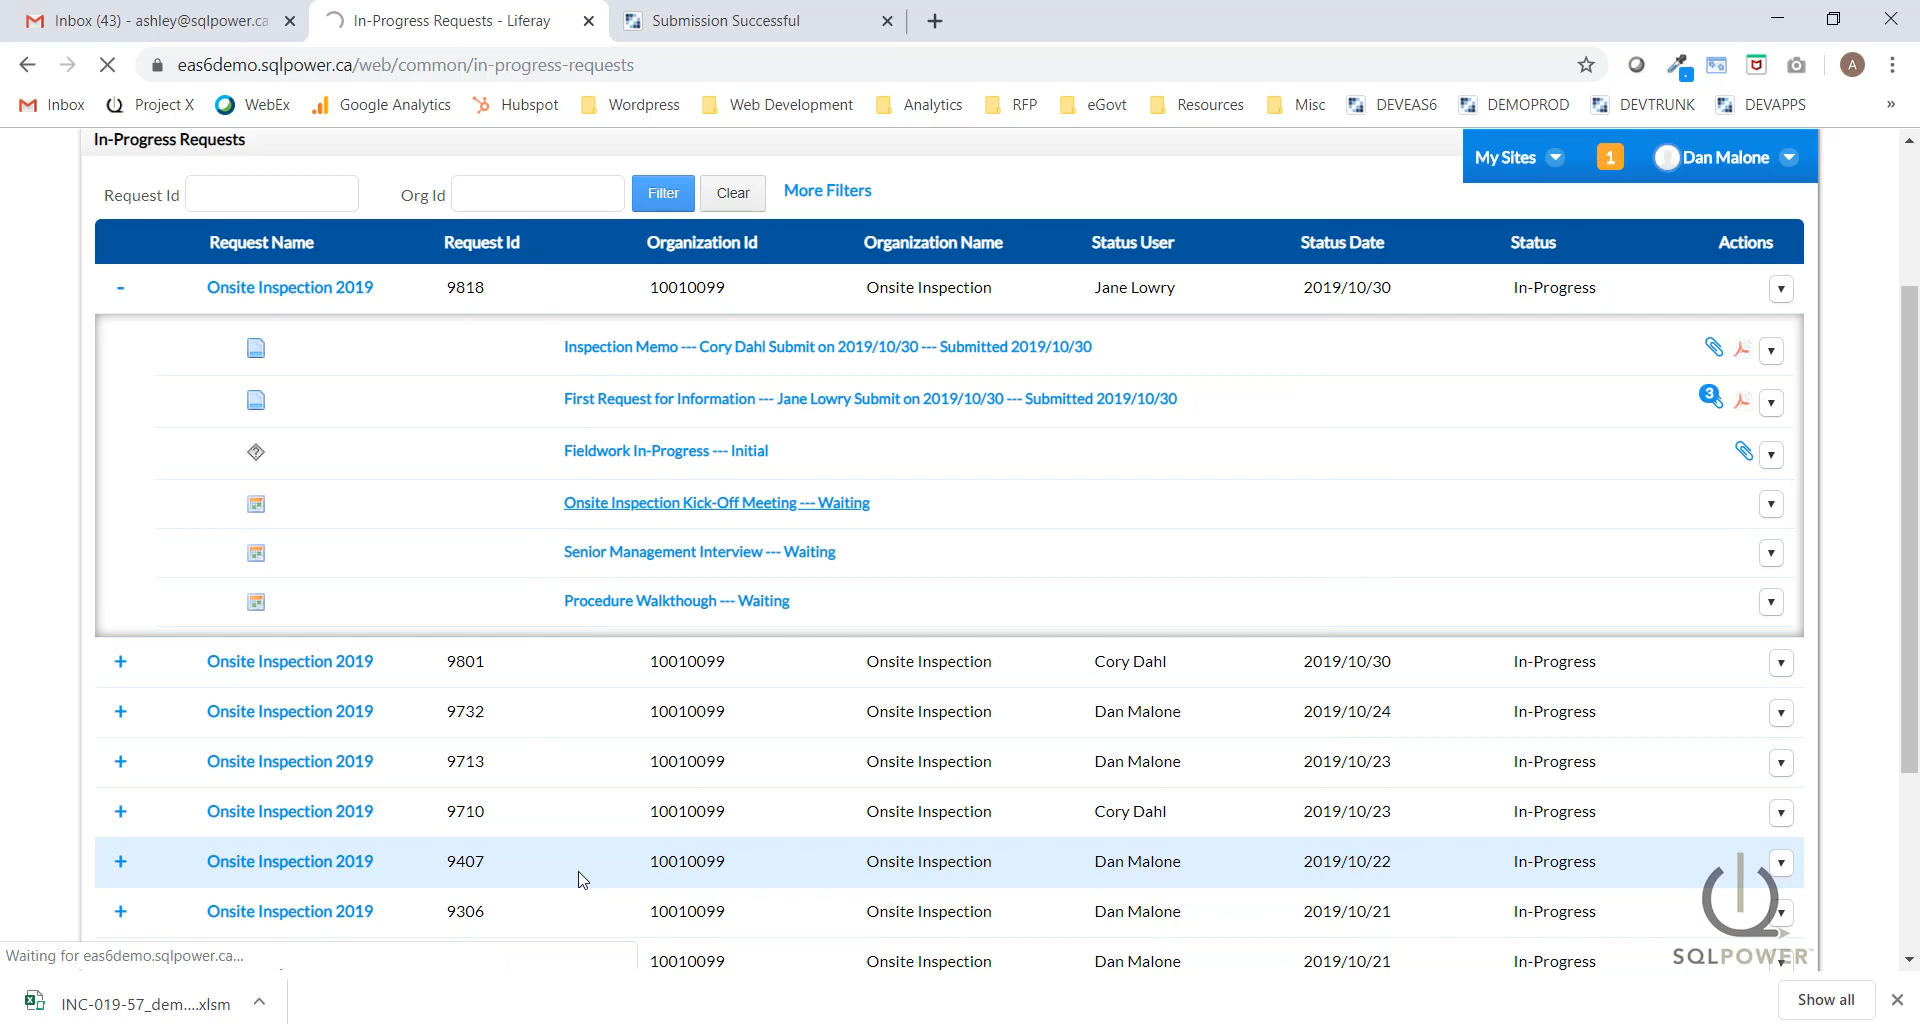 Inbox (43) - ashley@sqlpower.ca
In-Progress Requests - Liferay
Submission Successful
eas6demo.sqlpower.ca/web/common/in-progress-requests
A
Inbox Project X WebEx Google Analytics Hubspot Wordpress Web Development Analytics RFP eGovt Resources Misc DEVEAS6 DEMOPROD DEVTRUNK DEVAPPS »
In-Progress Requests
My Sites 1 Dan Malone
Request Id Org Id Filter Clear More Filters
Request Name Request Id Organization Id Organization Name Status User Status Date Status Actions
- Onsite Inspection 2019 9818 10010099 Onsite Inspection Jane Lowry 2019/10/30 In-Progress
Inspection Memo --- Cory Dahl Submit on 2019/10/30 --- Submitted 2019/10/30
First Request for Information --- Jane Lowry Submit on 2019/10/30 --- Submitted 2019/10/30 3
Fieldwork In-Progress --- Initial
Onsite Inspection Kick-Off Meeting --- Waiting
Senior Management Interview --- Waiting
Procedure Walkthough --- Waiting
+ Onsite Inspection 2019 9801 10010099 Onsite Inspection Cory Dahl 2019/10/30 In-Progress
+ Onsite Inspection 2019 9732 10010099 Onsite Inspection Dan Malone 2019/10/24 In-Progress
+ Onsite Inspection 2019 9713 10010099 Onsite Inspection Dan Malone 2019/10/23 In-Progress
+ Onsite Inspection 2019 9710 10010099 Onsite Inspection Cory Dahl 2019/10/23 In-Progress
+ Onsite Inspection 2019 9407 10010099 Onsite Inspection Dan Malone 2019/10/22 In-Progress
+ Onsite Inspection 2019 9306 10010099 Onsite Inspection Dan Malone 2019/10/21 In-Progress
10010099 Onsite Inspection Dan Malone 2019/10/21 In-Progress
SQLPOWER™
Waiting for eas6demo.sqlpower.ca...
INC-019-57_dem....xlsm
Show all